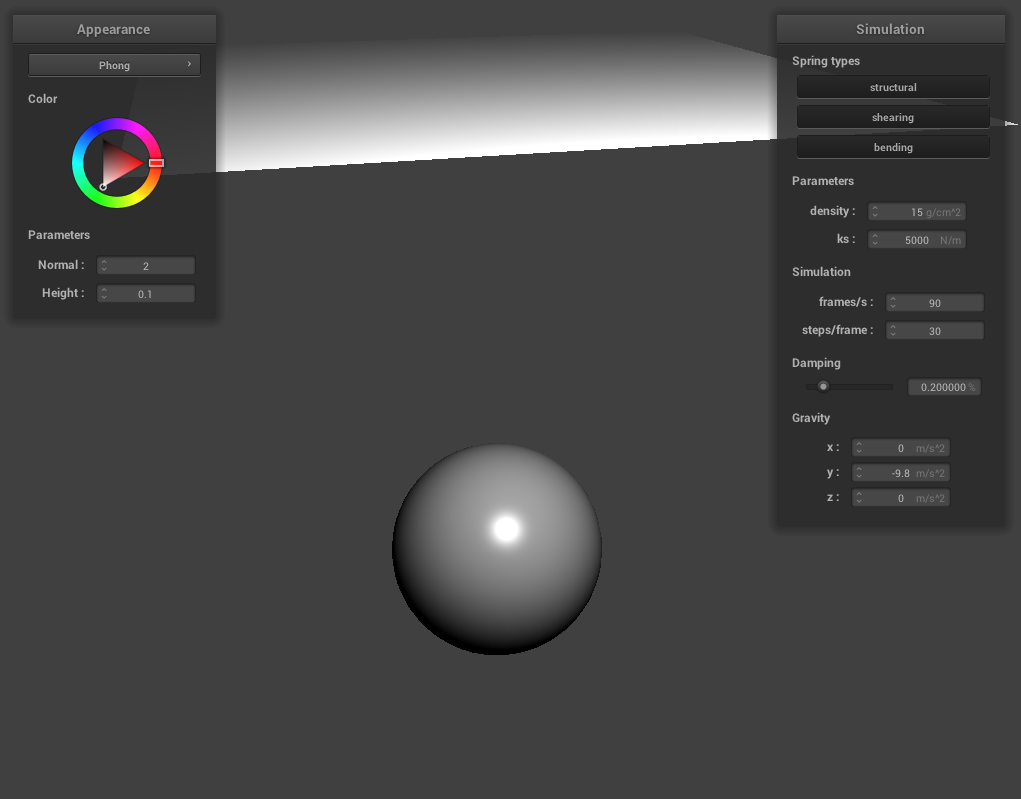 Appearance
Phong
Color
Parameters
Normal : 2
Height : 0.1
Simulation
Spring types
structural
shearing
bending
Parameters
density : 15 g/cm^2
ks : 5000 N/m
Simulation
frames/s : 90
steps/frame : 30
Damping
0.200000 %
Gravity
x : 0 m/s^2
y : -9.8 m/s^2
z : 0 m/s^2